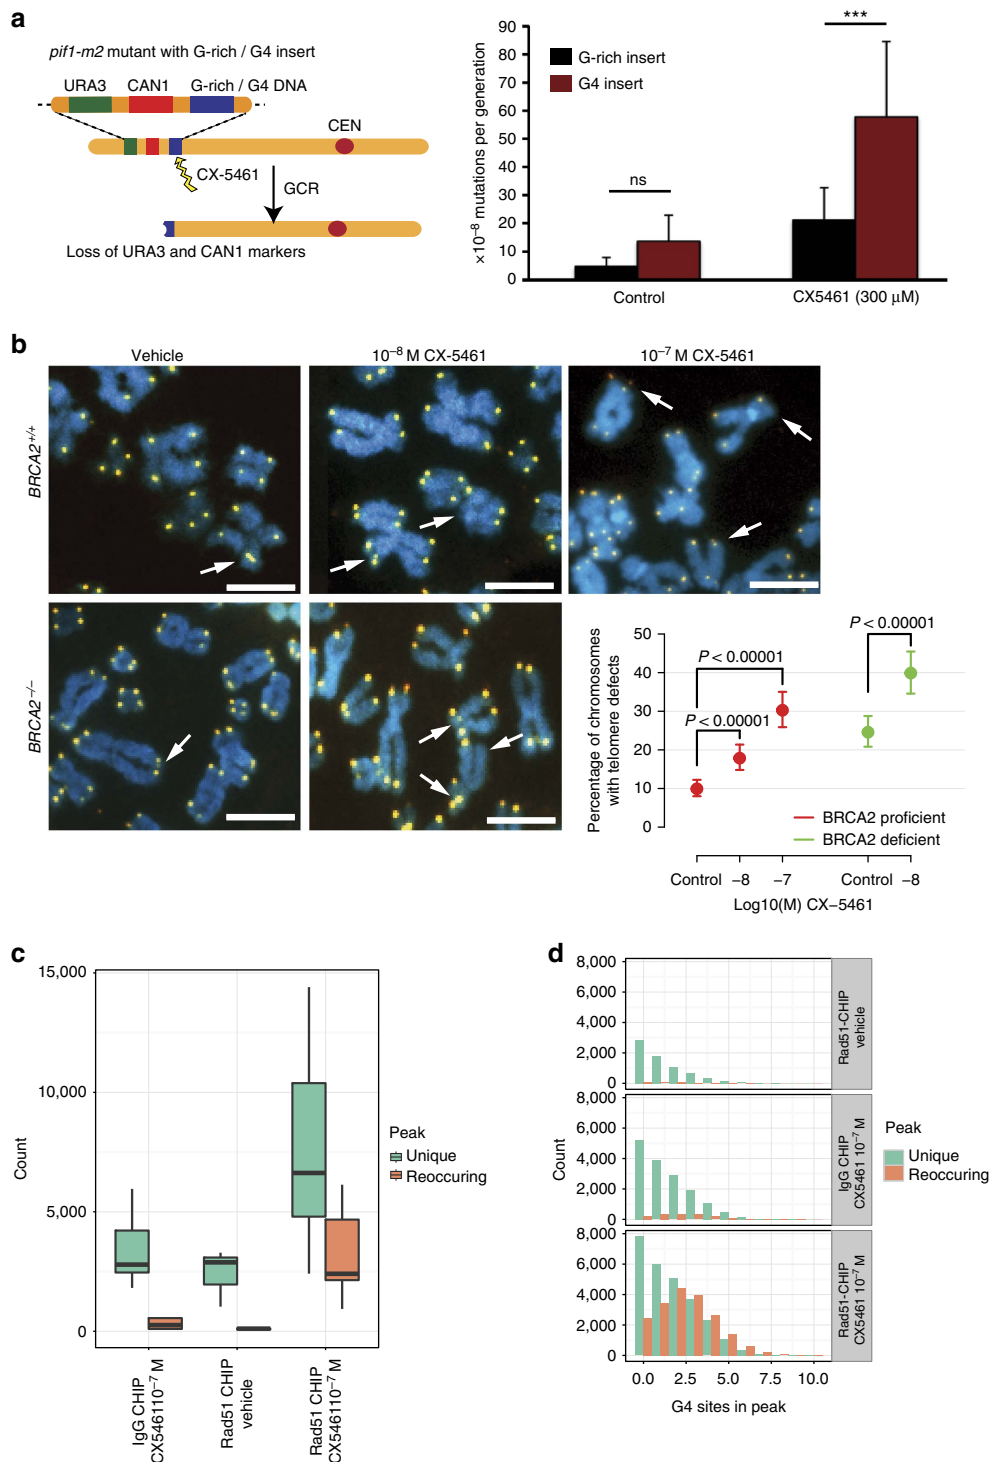 a
pif1-m2 mutant with G-rich / G4 insert
URA3 CAN1 G-rich / G4 DNA
CEN
CX-5461
GCR
Loss of URA3 and CAN1 markers
×10⁻⁸ mutations per generation
90
80
70
60
50
40
30
20
10
0
G-rich insert
G4 insert
ns
***
Control
CX5461 (300 μM)
b
Vehicle
10⁻⁸ M CX-5461
10⁻⁷ M CX-5461
BRCA2⁺/⁺
BRCA2⁻/⁻
Percentage of chromosomes
with telomere defects
50
40
30
20
10
0
P < 0.00001
P < 0.00001
P < 0.00001
BRCA2 proficient
BRCA2 deficient
Control –8 –7 Control –8
Log10(M) CX–5461
c
Count
15,000
10,000
5,000
0
Peak
Unique
Reoccuring
IgG CHIP
CX546110⁻⁷ M
Rad51 CHIP
vehicle
Rad51 CHIP
CX546110⁻⁷ M
d
Count
8,000
6,000
4,000
2,000
0
Rad51-CHIP
vehicle
8,000
6,000
4,000
2,000
0
IgG CHIP
CX5461 10⁻⁷ M
8,000
6,000
4,000
2,000
0
Rad51-CHIP
CX5461 10⁻⁷ M
0.0 2.5 5.0 7.5 10.0
G4 sites in peak
Peak
Unique
Reoccuring